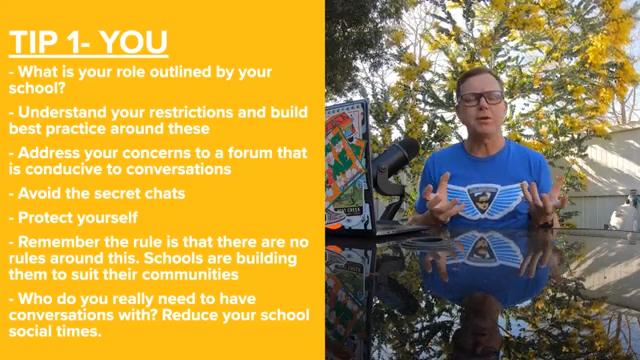 TIP 1- YOU
- What is your role outlined by your
school?
- Understand your restrictions and build
best practice around these
- Address your concerns to a forum that
is conducive to conversations
- Avoid the secret chats
- Protect yourself
- Remember the rule is that there are no
rules around this. Schools are building
them to suit their communities
- Who do you really need to have
conversations with? Reduce your school
social times.